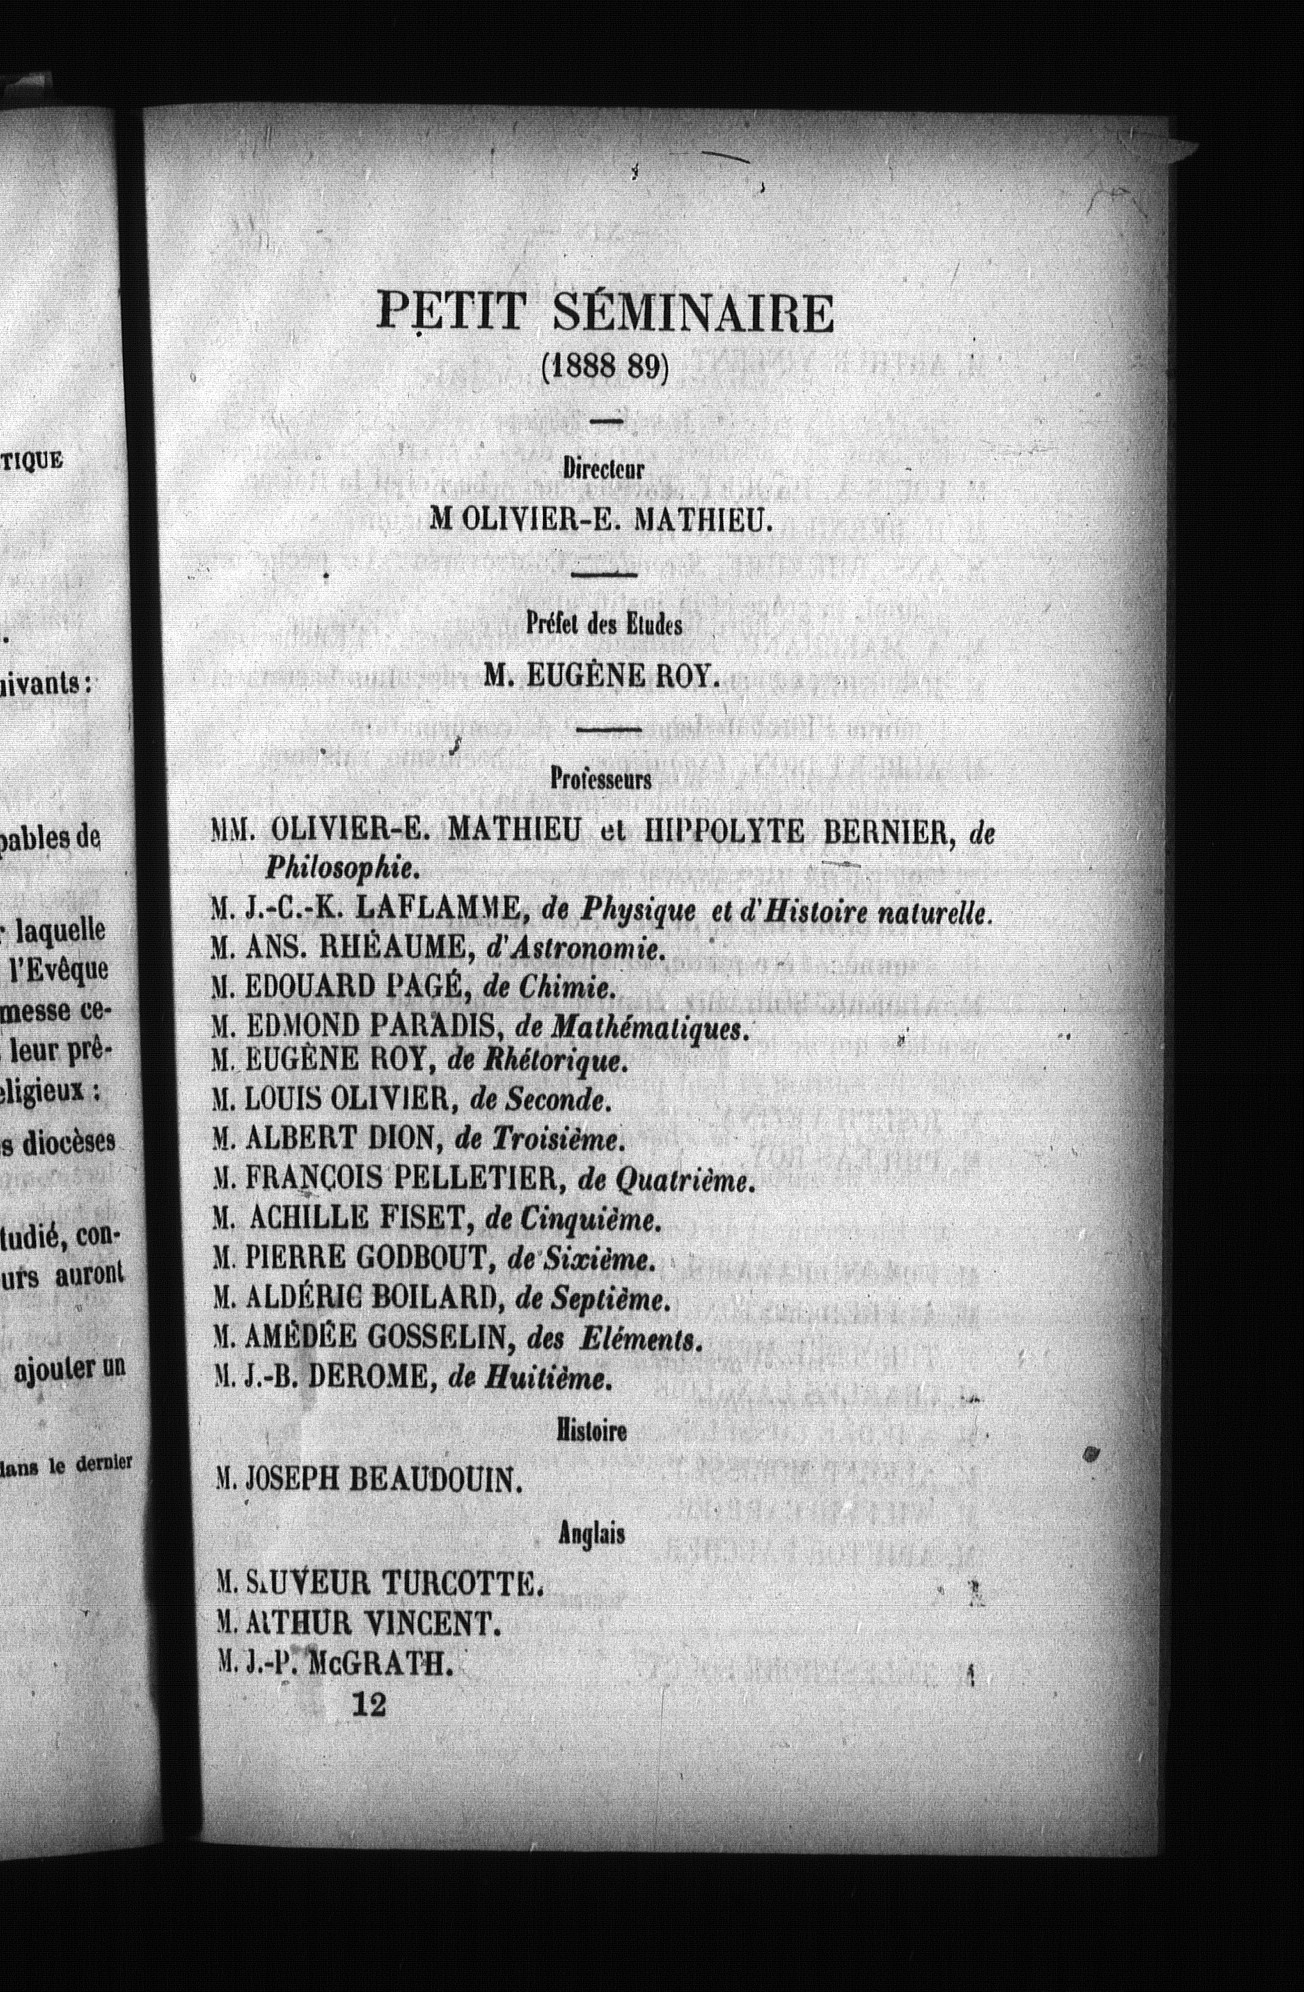 TIQUE
uivants:
pables de
laquelle
l'Evêque
messe ce-
leur prê-
eligieux :
s diocèses
tudié, con-
urs auront
ajouter un
dans le dernier
PETIT SÉMINAIRE
(1888 89)
Directeur
M OLIVIER-E. MATHIEU.
Préfet des Etudes
M. EUGÈNE ROY.
Professeurs
MM. OLIVIER-E. MATHIEU et HIPPOLYTE BERNIER, de
Philosophie.
M. J.-C.-K. LAFLAMME, de Physique et d'Histoire naturelle.
M. ANS. RHÉAUME, d'Astronomie.
M. EDOUARD PAGÉ, de Chimie.
M. EDMOND PARADIS, de Mathématiques.
M. EUGÈNE ROY, de Rhétorique.
M. LOUIS OLIVIER, de Seconde.
M. ALBERT DION, de Troisième.
M. FRANÇOIS PELLETIER, de Quatrième.
M. ACHILLE FISET, de Cinquième.
M. PIERRE GODBOUT, de Sixième.
M. ALDÉRIC BOILARD, de Septième.
M. AMÉDÉE GOSSELIN, des Eléments.
M. J.-B. DEROME, de Huitième.
Histoire
M. JOSEPH BEAUDOUIN.
Anglais
M. SAUVEUR TURCOTTE.
M. ARTHUR VINCENT.
M. J.-P. McGRATH.
12